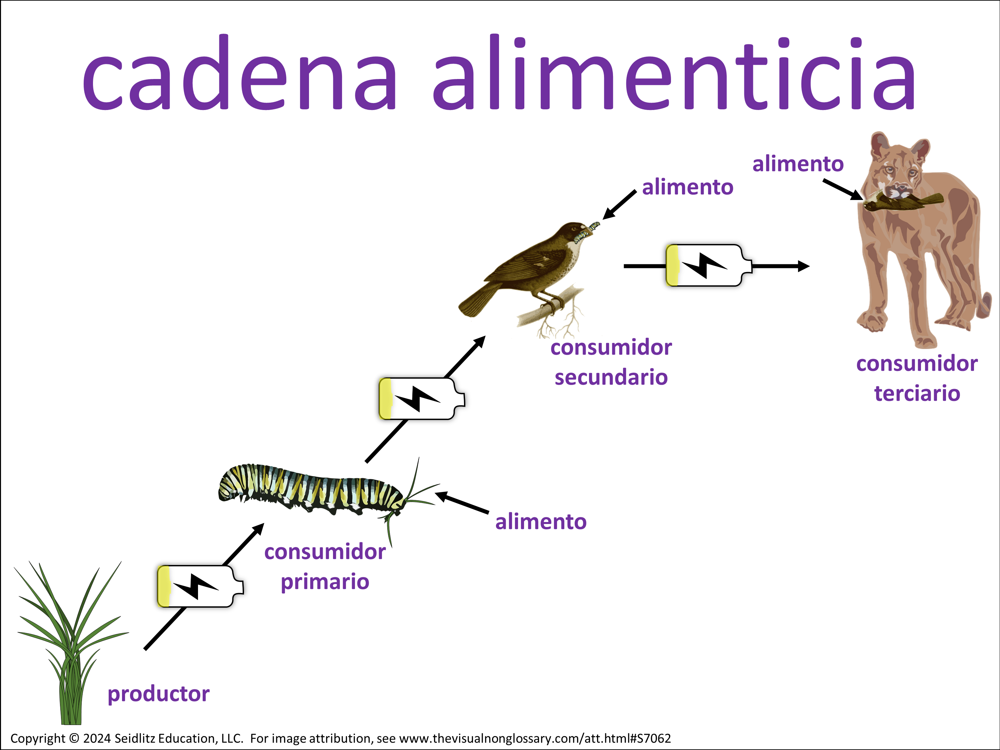 cadena alimenticia
alimento
alimento
consumidor
secundario
consumidor
terciario
alimento
consumidor
primario
productor
Copyright © 2024 Seidlitz Education, LLC.  For image attribution, see www.thevisualnonglossary.com/att.html#S7062